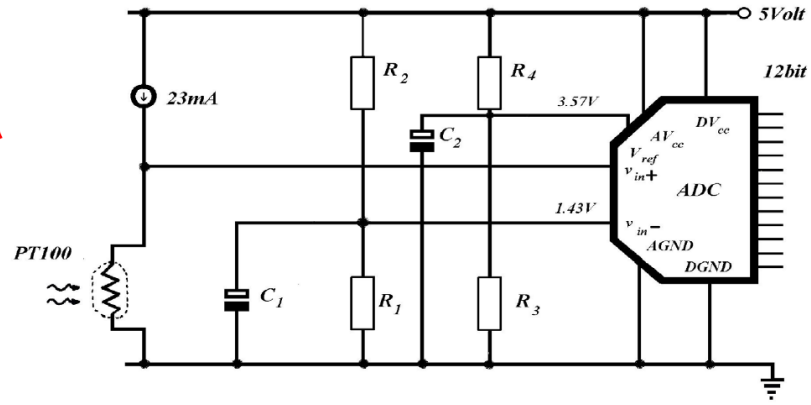 5Volt
12bit
23mA
R2
R4
3.57V
C2
AVcc
DVcc
Vref
vin+
ADC
1.43V
vin−
AGND
DGND
PT100
C1
R1
R3